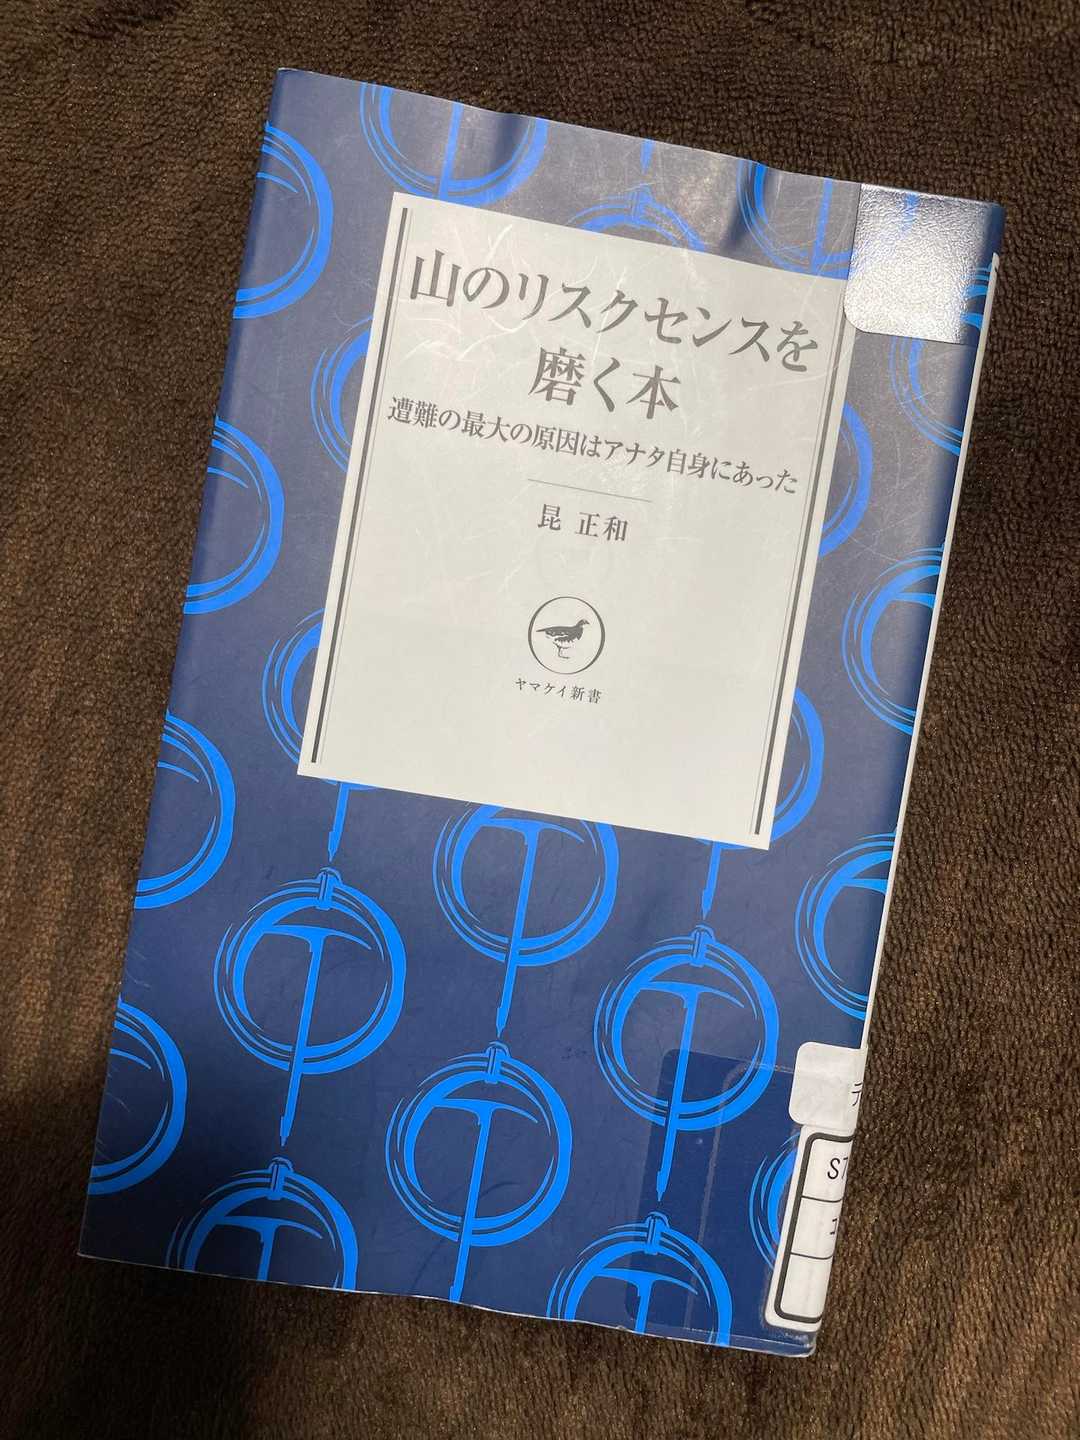 山のリスクセンスを
磨く本
遭難の最大の原因はアナタ自身にあった
昆 正和
ヤマケイ新書